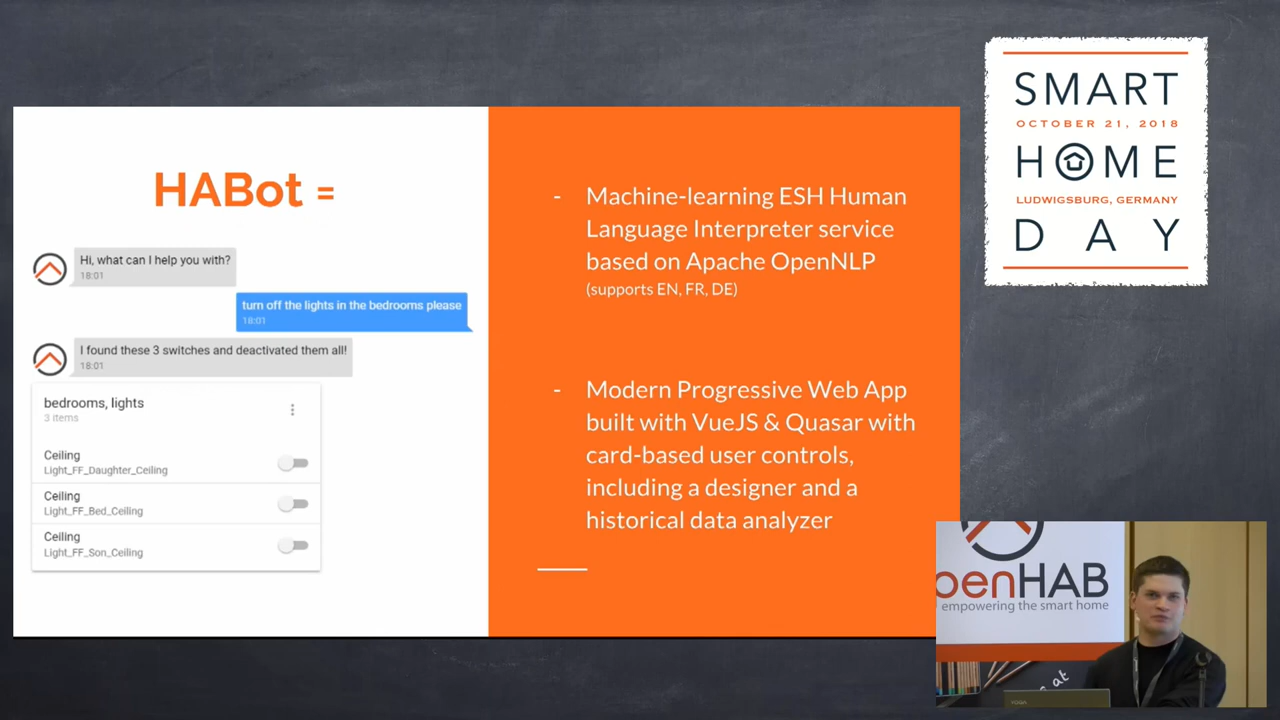 HABot =
Hi, what can I help you with?
18:01
turn off the lights in the bedrooms please
18:01
I found these 3 switches and deactivated them all!
18:01
bedrooms, lights
3 items
Ceiling
Light_FF_Daughter_Ceiling
Ceiling
Light_FF_Bed_Ceiling
Ceiling
Light_FF_Son_Ceiling
- Machine-learning ESH Human
Language Interpreter service
based on Apache OpenNLP
(supports EN, FR, DE)
- Modern Progressive Web App
built with VueJS & Quasar with
card-based user controls,
including a designer and a
historical data analyzer
SMART
OCTOBER 21, 2018
HOME
LUDWIGSBURG, GERMANY
DAY
penHAB
empowering the smart home
at
YOGA